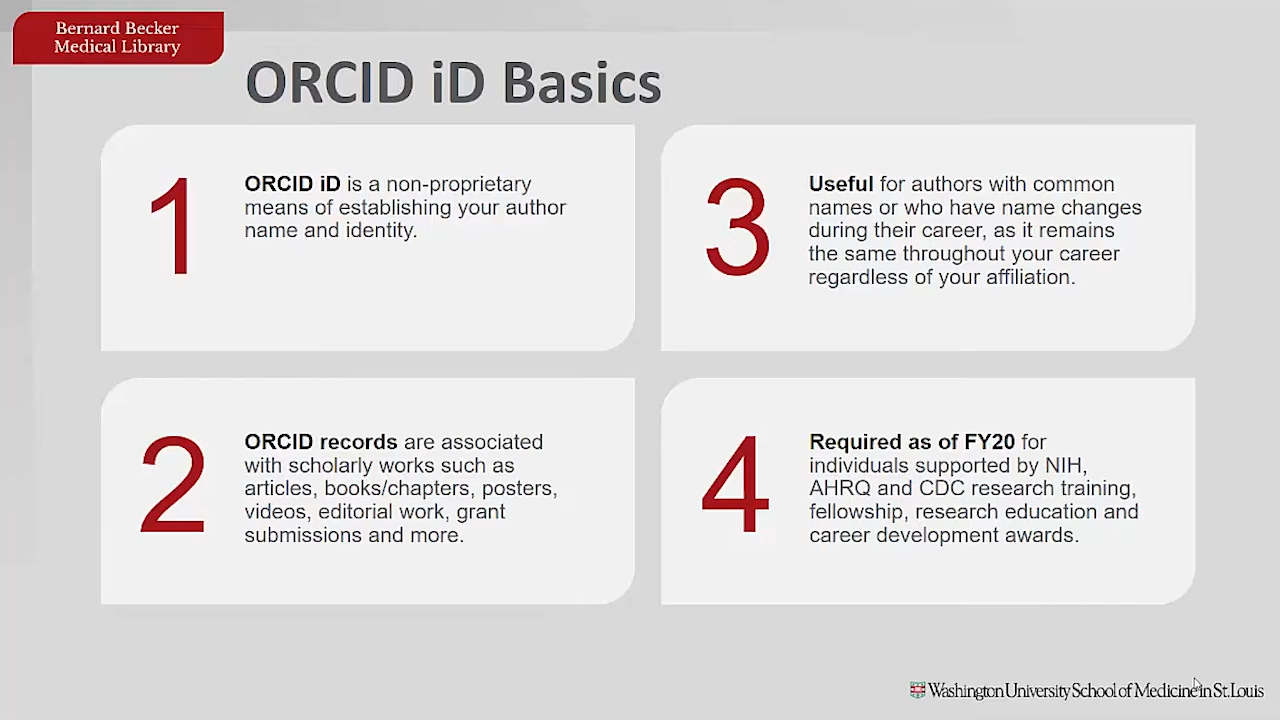 Bernard Becker
Medical Library
ORCID iD Basics
1
ORCID iD is a non-proprietary
means of establishing your author
name and identity.
2
ORCID records are associated
with scholarly works such as
articles, books/chapters, posters,
videos, editorial work, grant
submissions and more.
3
Useful for authors with common
names or who have name changes
during their career, as it remains
the same throughout your career
regardless of your affiliation.
4
Required as of FY20 for
individuals supported by NIH,
AHRQ and CDC research training,
fellowship, research education and
career development awards.
Washington University School of Medicine in St. Louis